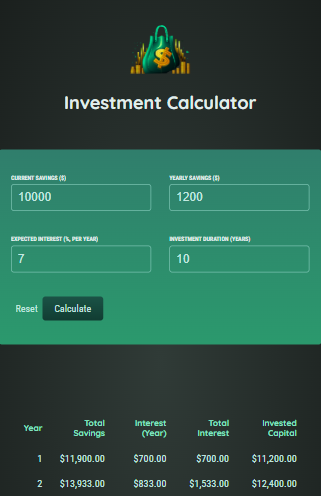 Investment Calculator
CURRENT SAVINGS ($) YEARLY SAVINGS ($)
10000 1200
EXPECTED INTEREST (%, PER YEAR) INVESTMENT DURATION (YEARS)
7 10
Reset Calculate
Year Total Savings Interest (Year) Total Interest Invested Capital
1 $11,900.00 $700.00 $700.00 $11,200.00
2 $13,933.00 $833.00 $1,533.00 $12,400.00